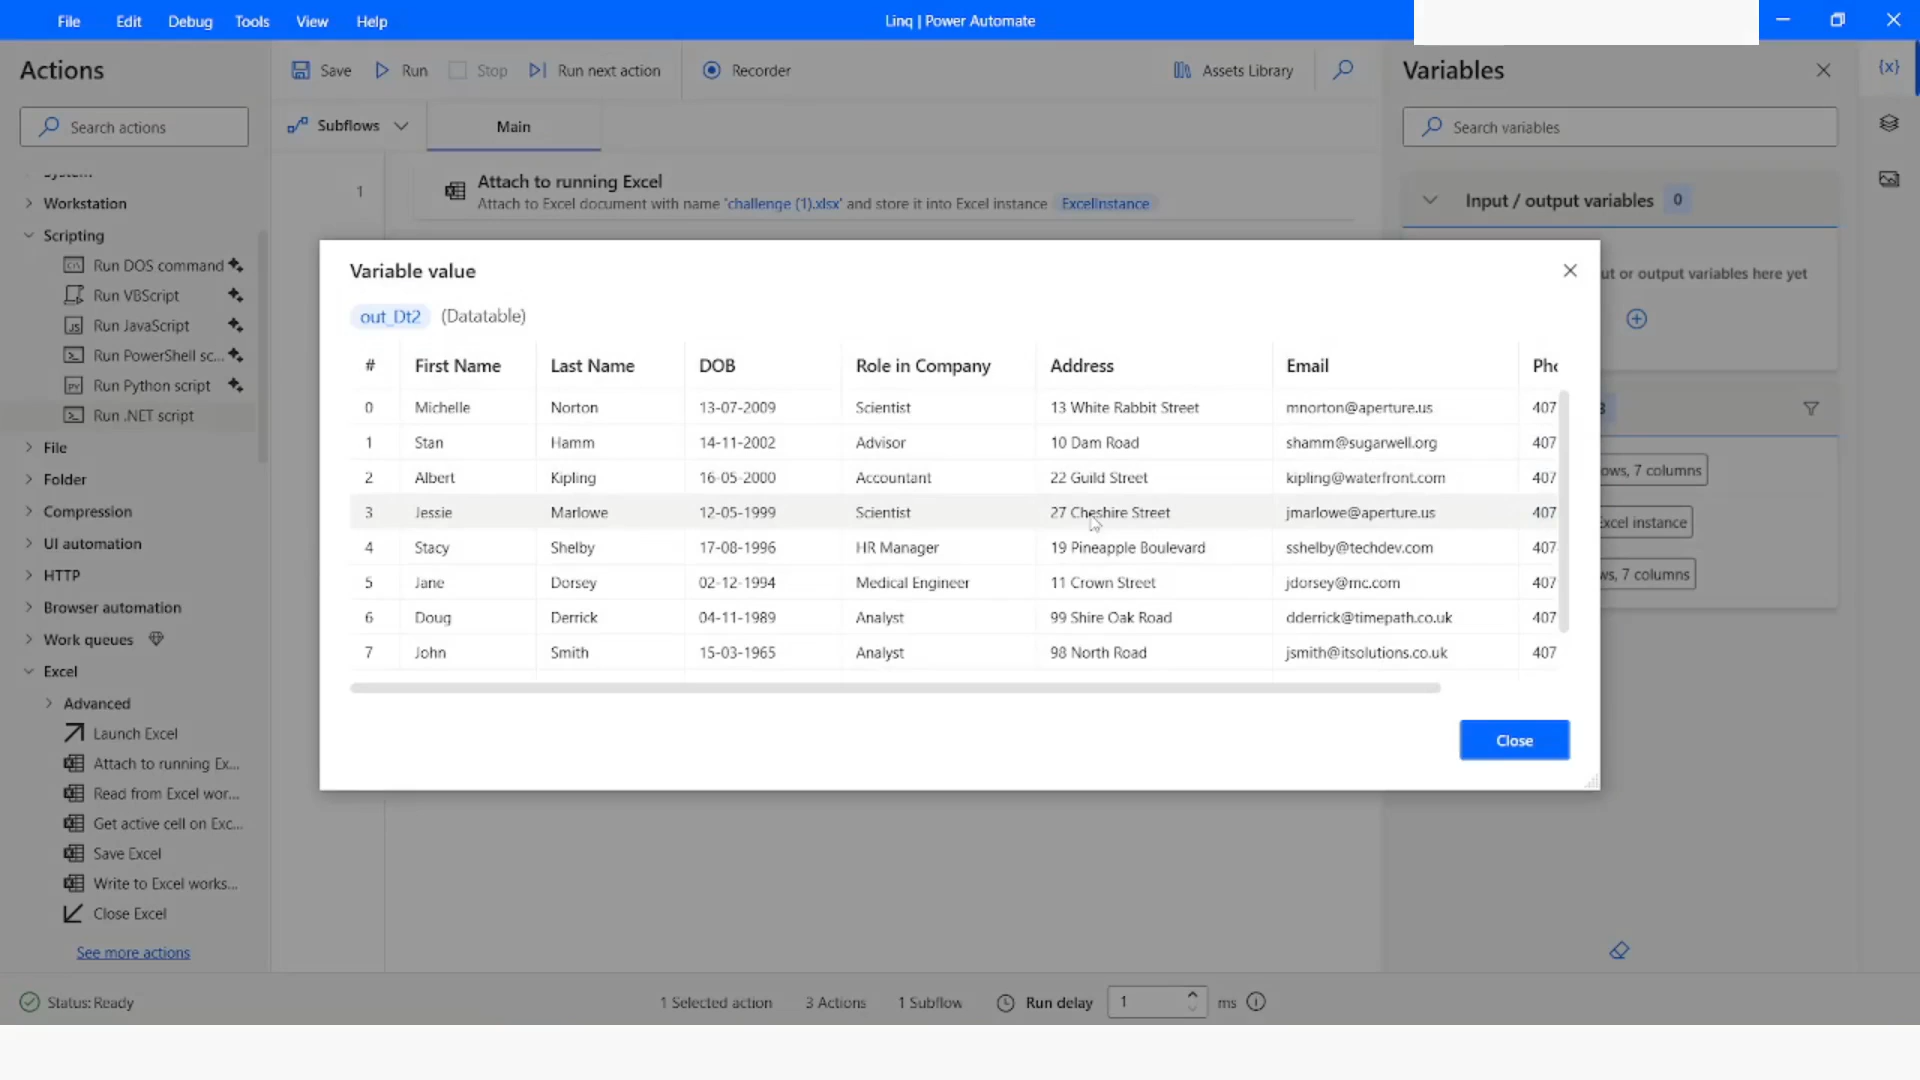 File Edit Debug Tools View Help
Linq | Power Automate
Actions
Search actions
Workstation
Scripting
Run DOS command
Run VBScript
Run JavaScript
Run PowerShell sc...
Run Python script
Run .NET script
File
Folder
Compression
UI automation
HTTP
Browser automation
Work queues
Excel
Advanced
Launch Excel
Attach to running Ex...
Read from Excel wor...
Get active cell on Exc...
Save Excel
Write to Excel works...
Close Excel
See more actions
Save Run Stop Run next action Recorder Assets Library
Subflows Main
1 Attach to running Excel
Attach to Excel document with name 'challenge (1).xlsx' and store it into Excel instance ExcelInstance
Variables
{x}
Search variables
Input / output variables 0
ut or output variables here yet
ows, 7 columns
Excel instance
ws, 7 columns
Variable value
out_Dt2 (Datatable)
# First Name Last Name DOB Role in Company Address Email Pho
0 Michelle Norton 13-07-2009 Scientist 13 White Rabbit Street mnorton@aperture.us 407
1 Stan Hamm 14-11-2002 Advisor 10 Dam Road shamm@sugarwell.org 407
2 Albert Kipling 16-05-2000 Accountant 22 Guild Street kipling@waterfront.com 407
3 Jessie Marlowe 12-05-1999 Scientist 27 Cheshire Street jmarlowe@aperture.us 407
4 Stacy Shelby 17-08-1996 HR Manager 19 Pineapple Boulevard sshelby@techdev.com 407
5 Jane Dorsey 02-12-1994 Medical Engineer 11 Crown Street jdorsey@mc.com 407
6 Doug Derrick 04-11-1989 Analyst 99 Shire Oak Road dderrick@timepath.co.uk 407
7 John Smith 15-03-1965 Analyst 98 North Road jsmith@itsolutions.co.uk 407
Close
Status: Ready
1 Selected action 3 Actions 1 Subflow Run delay 1 ms